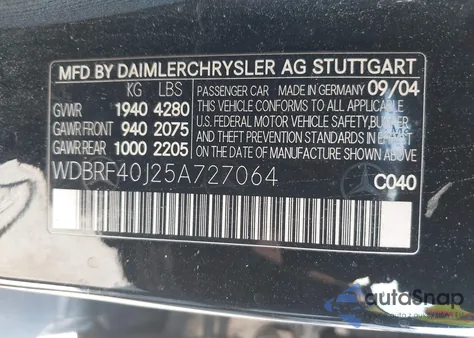 MFD BY DAIMLERCHRYSLER AG STUTTGART
KG LBS
GVWR 1940 4280
GAWR FRONT 940 2075
GAWR REAR 1000 2205
PASSENGER CAR MADE IN GERMANY 09/04
THIS VEHICLE CONFORMS TO ALL APPLICABLE
U.S. FEDERAL MOTOR VEHICLE SAFETY, BUMPER
AND THEFT PREVENTION STANDARDS IN EFFECT
ON THE DATE OF MANUFACTURE SHOWN ABOVE.
WDBRF40J25A727064
C040
autoSnap